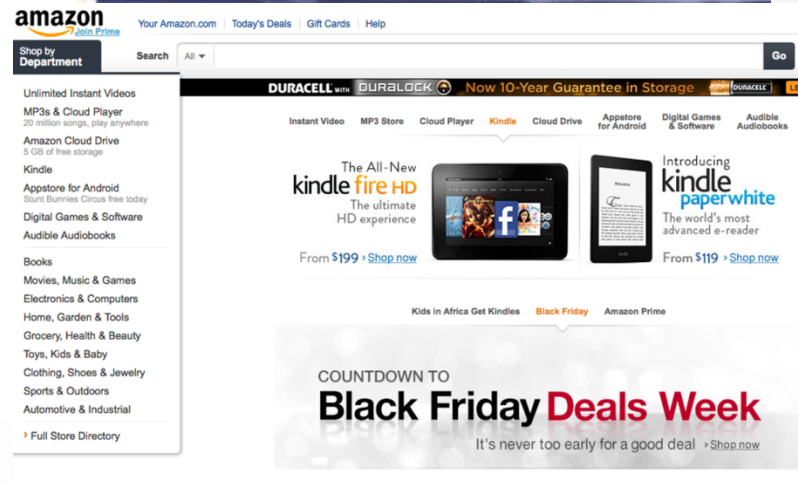 amazon
Join Prime
Your Amazon.com Today's Deals Gift Cards Help
Shop by
Department
Search All Go
Unlimited Instant Videos
MP3s & Cloud Player
20 million songs, play anywhere
Amazon Cloud Drive
5 GB of free storage
Kindle
Appstore for Android
Stunt Bunnies Circus free today
Digital Games & Software
Audible Audiobooks
Books
Movies, Music & Games
Electronics & Computers
Home, Garden & Tools
Grocery, Health & Beauty
Toys, Kids & Baby
Clothing, Shoes & Jewelry
Sports & Outdoors
Automotive & Industrial
› Full Store Directory
DURACELL WITH DURALOCK Now 10-Year Guarantee in Storage DURACELL
Instant Video MP3 Store Cloud Player Kindle Cloud Drive Appstore for Android Digital Games & Software Audible Audiobooks
The All-New
kindle fire HD
The ultimate
HD experience
From $199 › Shop now
Introducing
kindle
paperwhite
The world's most
advanced e-reader
From $119 › Shop now
Kids in Africa Get Kindles Black Friday Amazon Prime
COUNTDOWN TO
Black Friday Deals Week
It's never too early for a good deal › Shop now